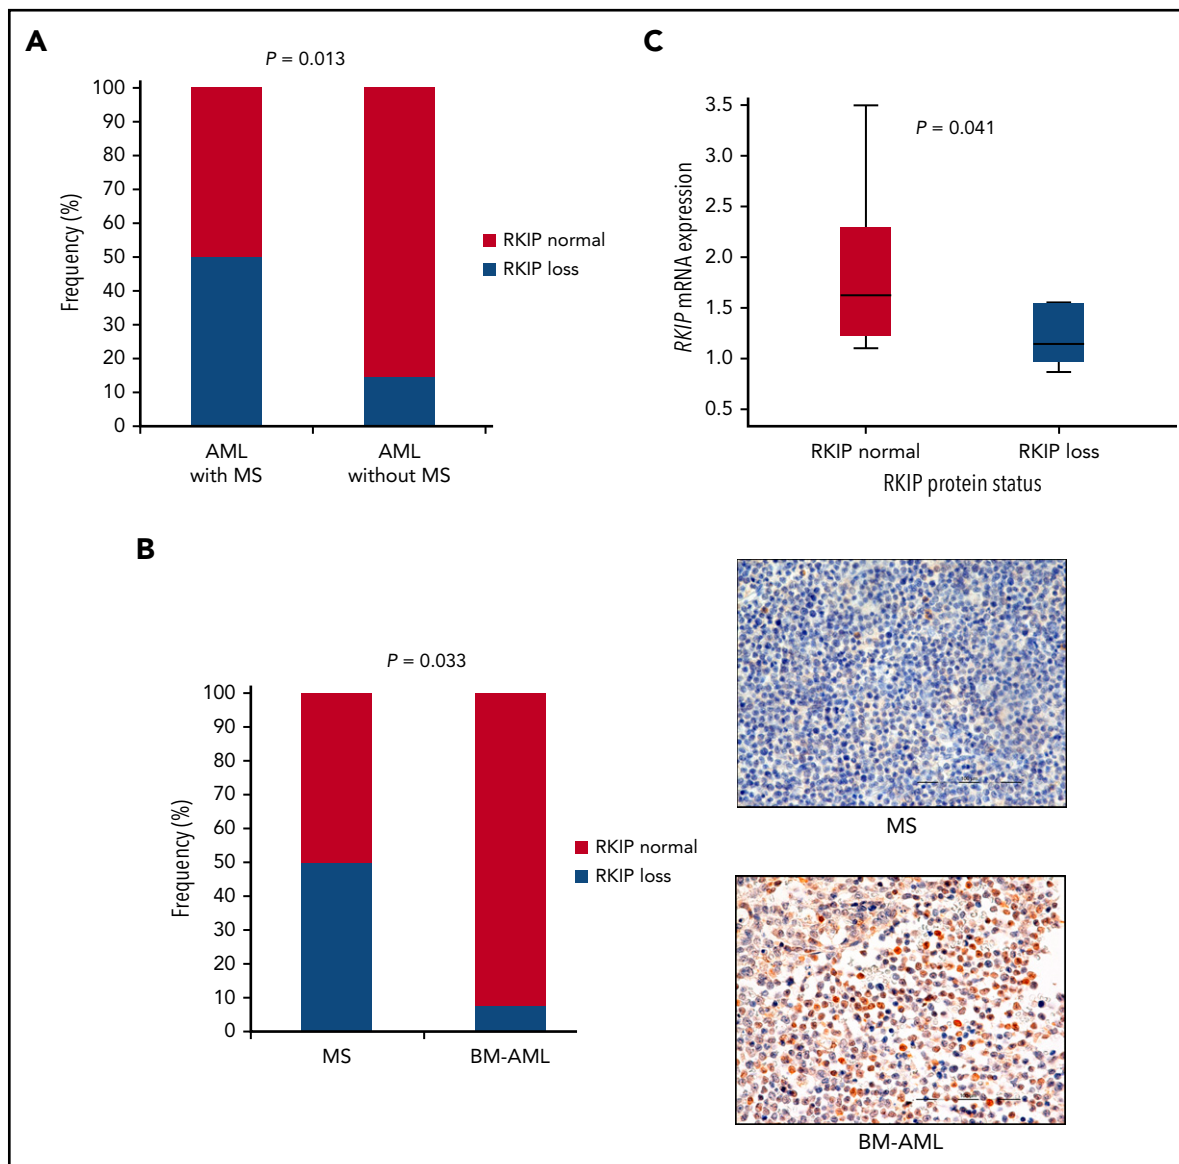 A
P = 0.013
Frequency (%)
100
90
80
70
60
50
40
30
20
10
0
AML
with MS
AML
without MS
RKIP normal
RKIP loss
C
P = 0.041
RKIP mRNA expression
3.5
3.0
2.5
2.0
1.5
1.0
0.5
RKIP normal
RKIP loss
RKIP protein status
B
P = 0.033
Frequency (%)
100
90
80
70
60
50
40
30
20
10
0
MS
BM-AML
RKIP normal
RKIP loss
MS
BM-AML